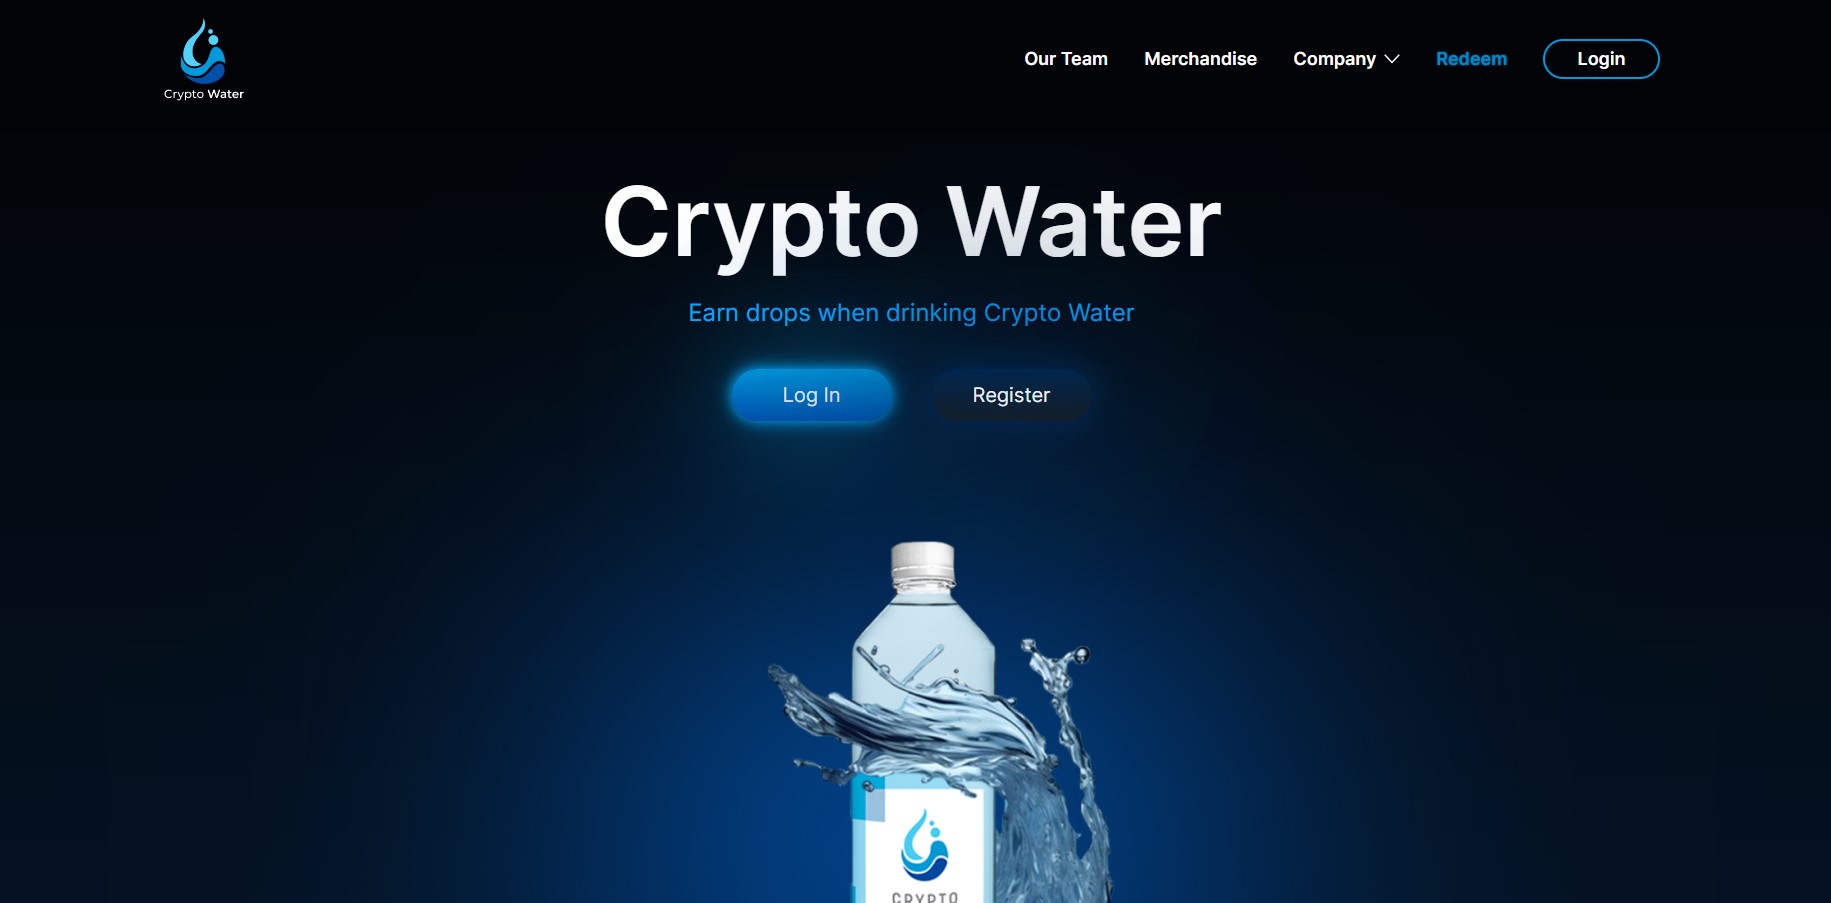 Crypto Water
Our Team
Merchandise
Company
Redeem
Login
Crypto Water
Earn drops when drinking Crypto Water
Log In
Register
CRYPTO